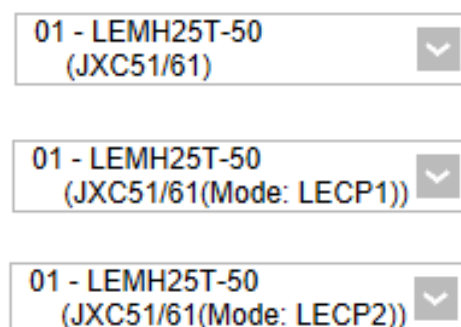 01 - LEMH25T-50
(JXC51/61)
01 - LEMH25T-50
(JXC51/61(Mode: LECP1))
01 - LEMH25T-50
(JXC51/61(Mode: LECP2))